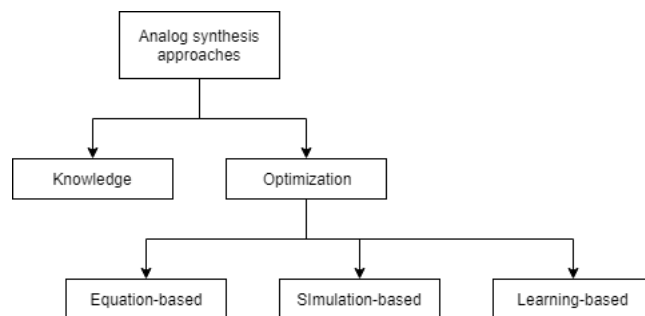 Analog synthesis
approaches
Knowledge
Optimization
Equation-based
SImulation-based
Learning-based